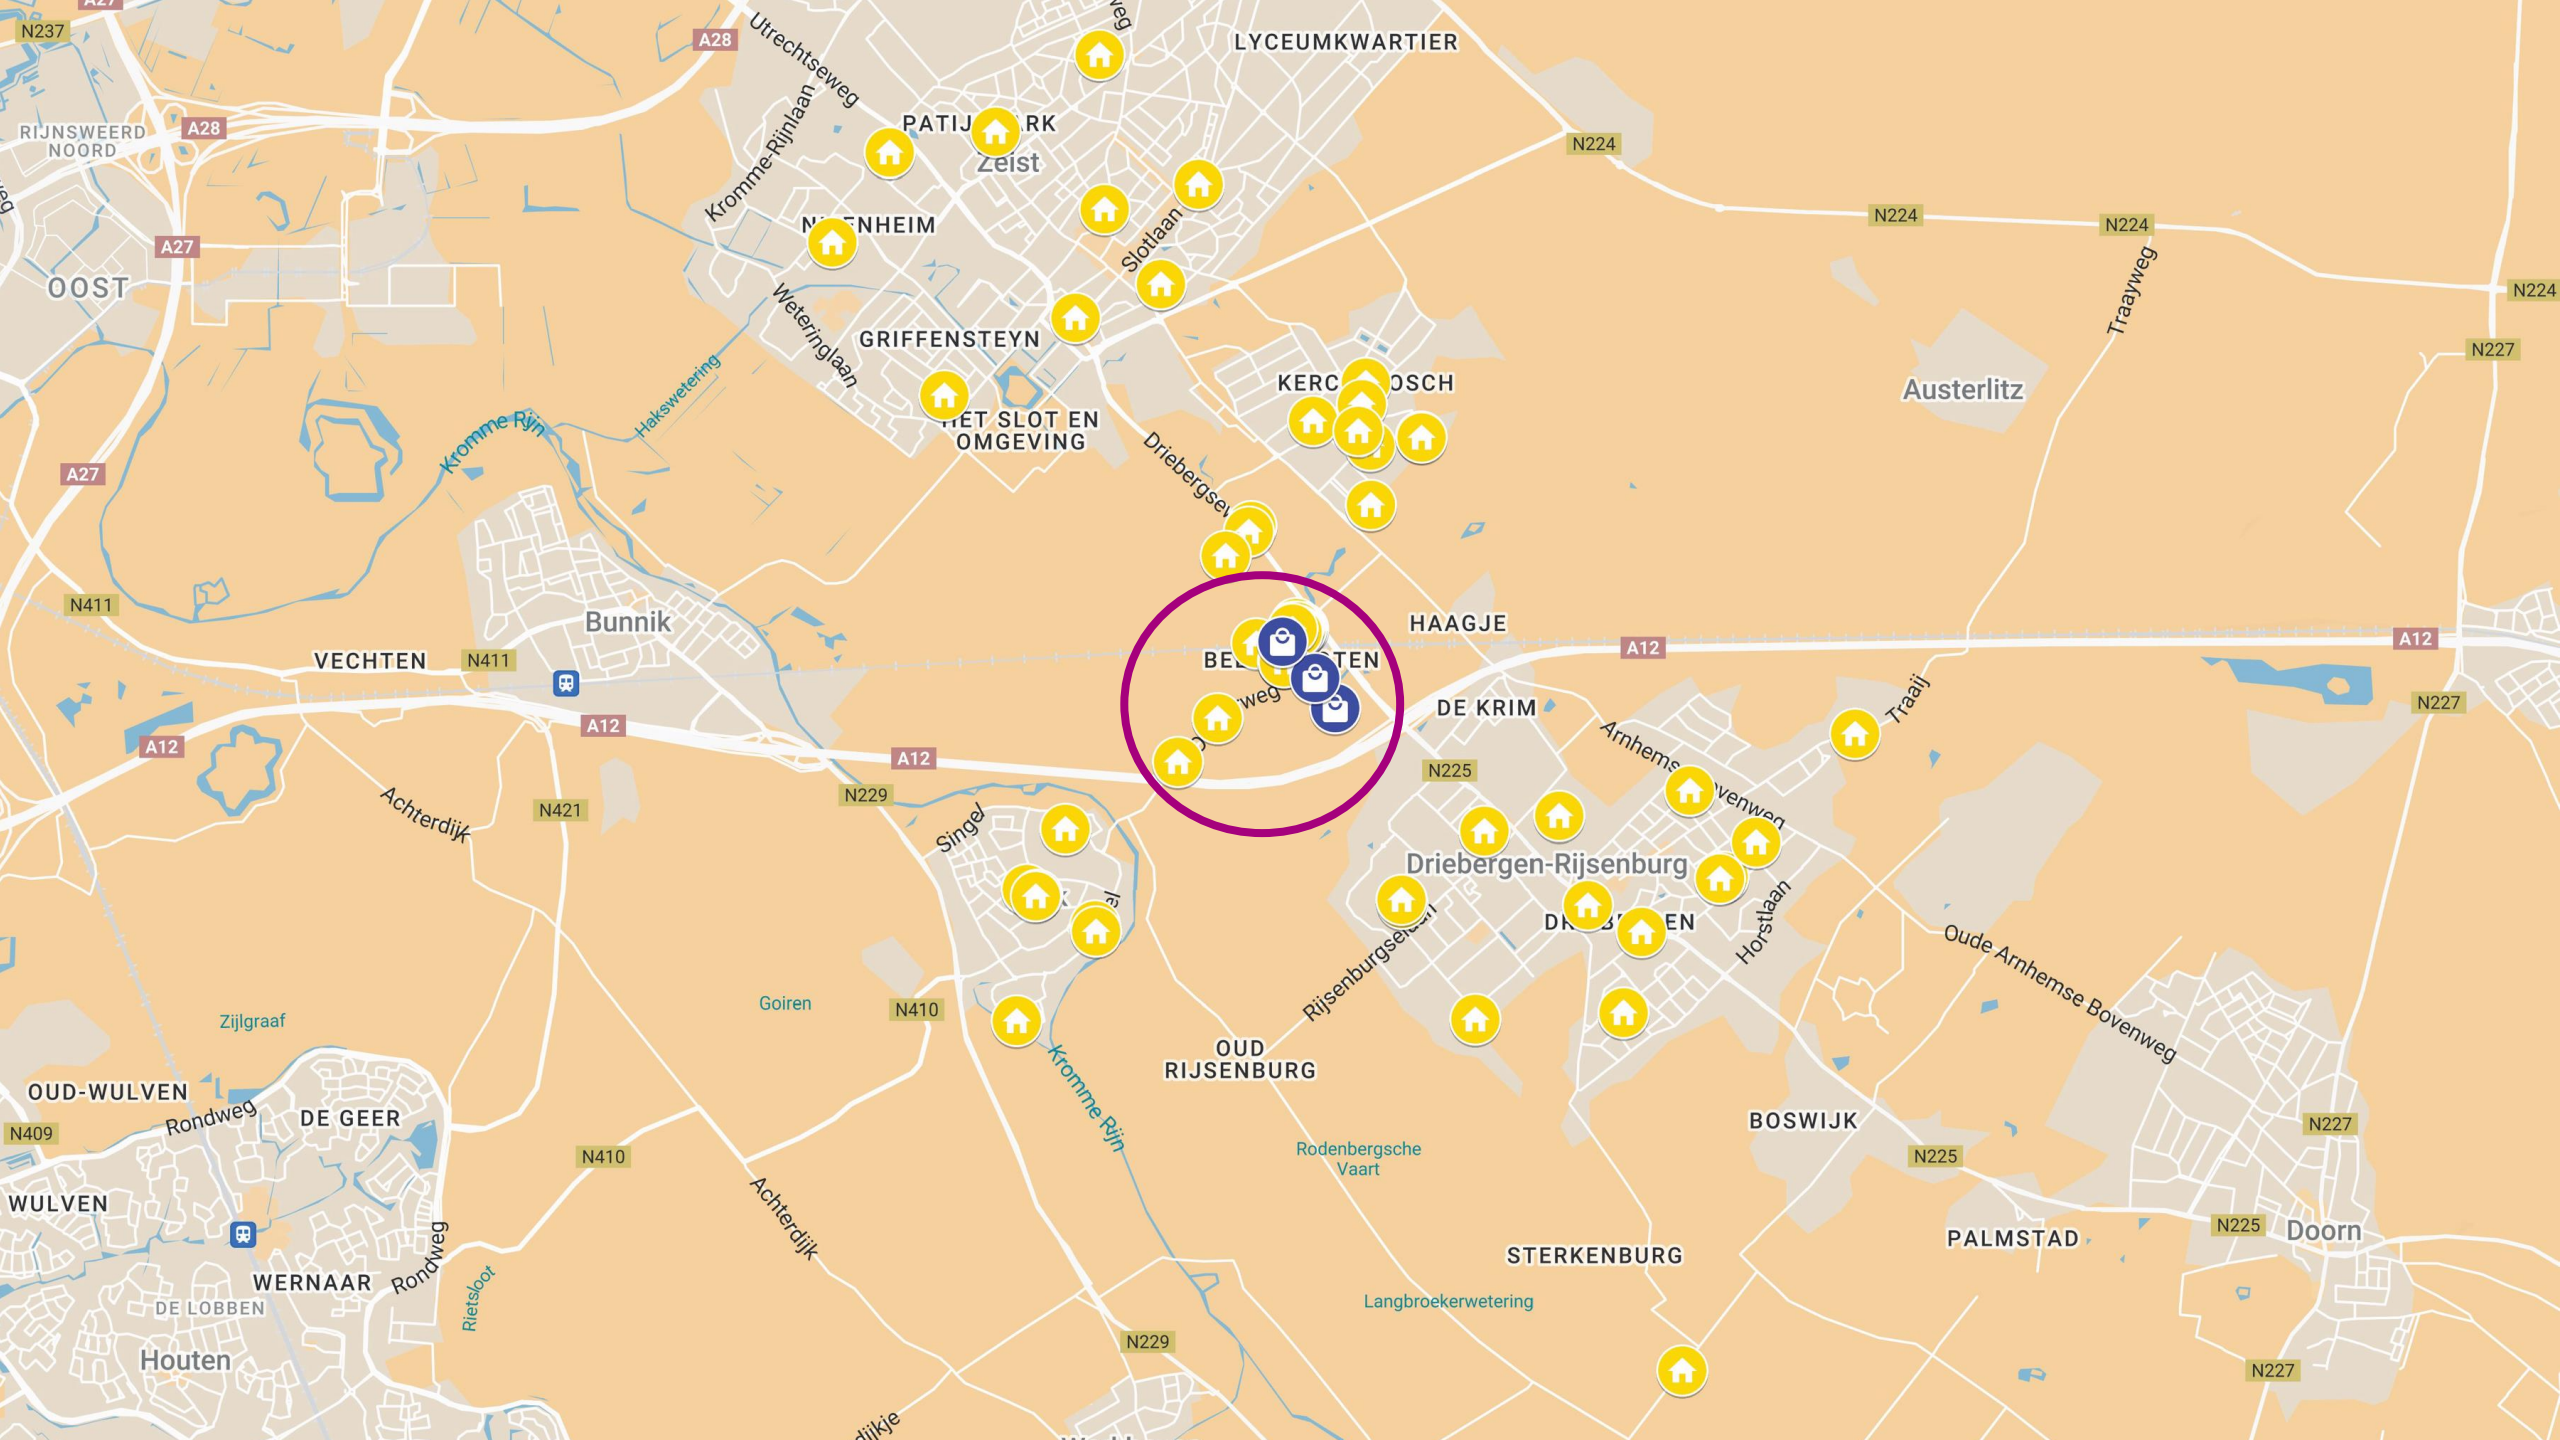 A27
N237
A28
Utrechtseweg
weg
LYCEUMKWARTIER
RIJNSWEERD
NOORD
A28
Kromme-Rijnlaan
Zeist
N224
A27
OOST
Slotlaan
N224
N224
Traayweg
N224
Weteringlaan
GRIFFENSTEYN
N227
Hakswetering
Austerlitz
Kromme Rijn
OMGEVING
A27
N411
Bunnik
HAAGJE
VECHTEN
N411
A12
A12
N227
A12
A12
A12
DE KRIM
Traaij
N225
N229
N421
Achterdijk
Singel
Driebergen-Rijsenburg
Horstlaan
Oude Arnhemse Bovenweg
Goiren
N410
Zijlgraaf
OUD
RIJSENBURG
Kromme Rijn
OUD-WULVEN
Rondweg
DE GEER
BOSWIJK
N409
N227
N410
Rodenbergsche
Vaart
N225
WULVEN
Achterdijk
Rondweg
N225
Doorn
PALMSTAD
STERKENBURG
WERNAAR
DE LOBBEN
Rietsloot
Langbroekerwetering
N229
Houten
N227
dijkje